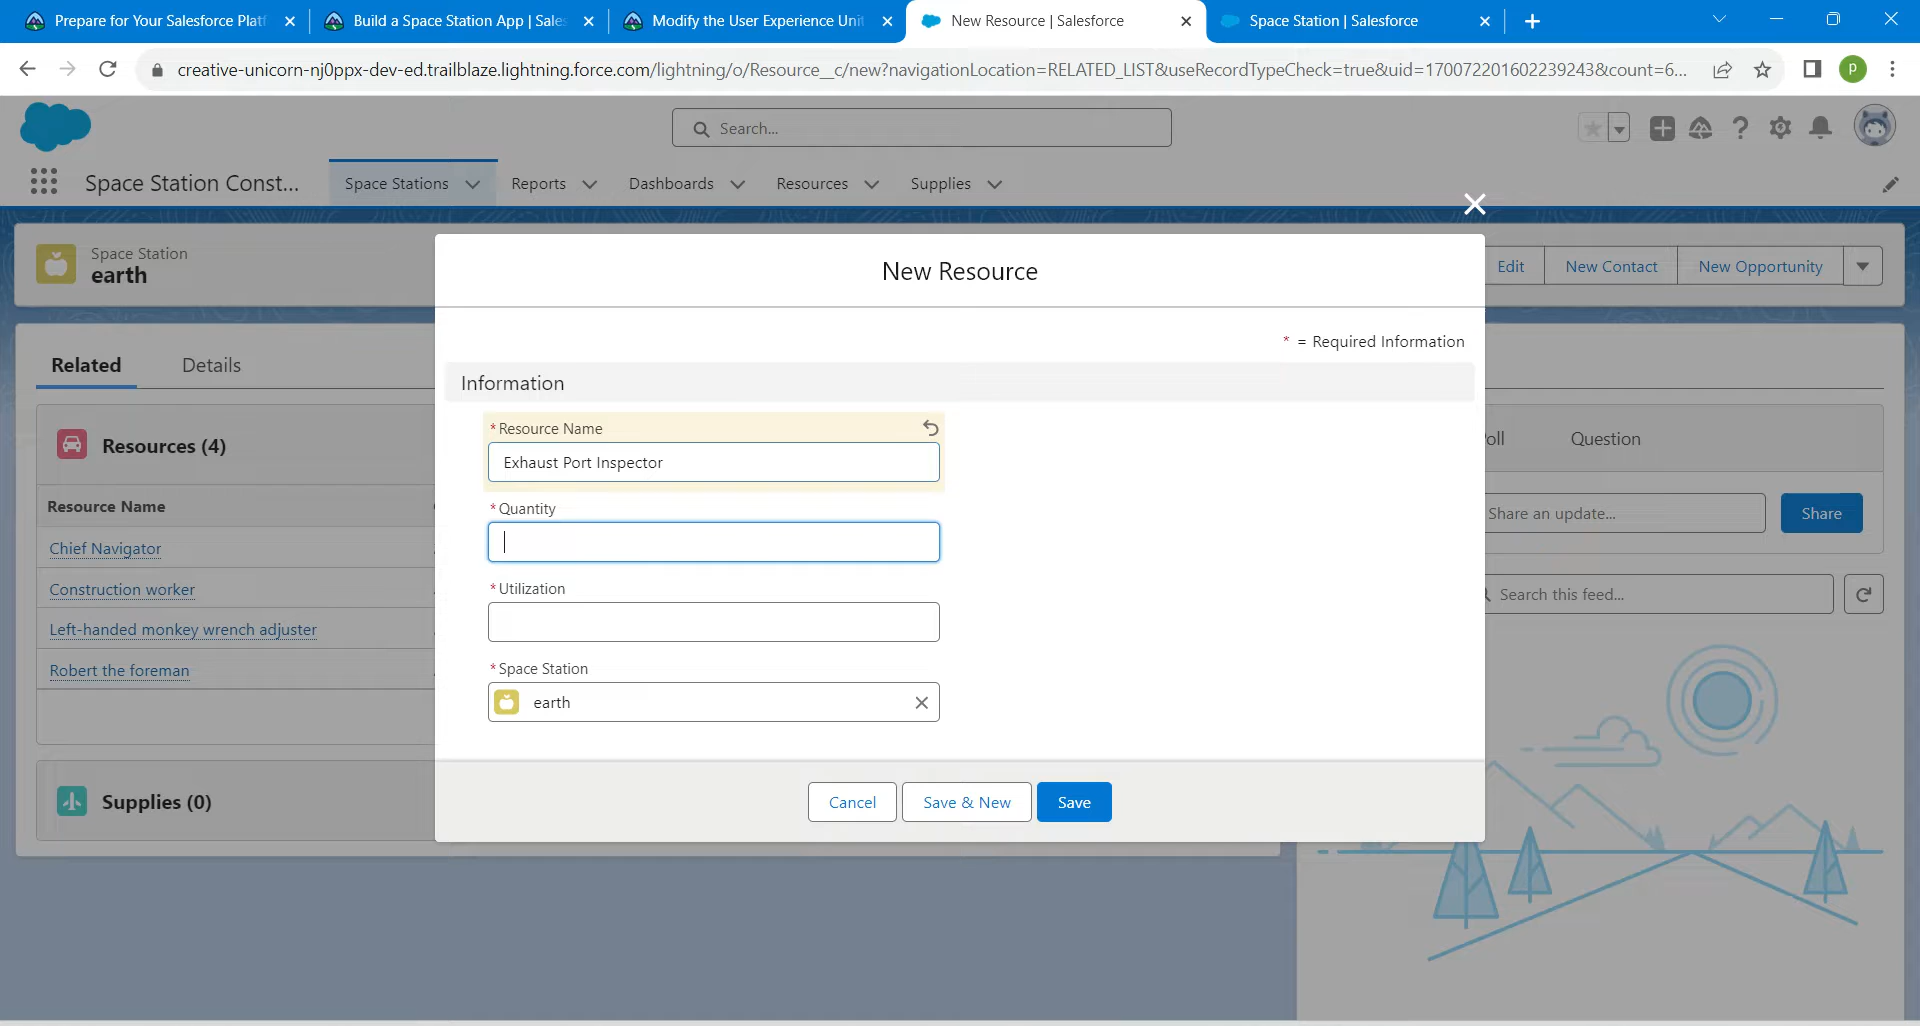 Prepare for Your Salesforce Platf
Build a Space Station App | Sales
Modify the User Experience Unit
New Resource | Salesforce
Space Station | Salesforce
creative-unicorn-nj0ppx-dev-ed.trailblaze.lightning.force.com/lightning/o/Resource__c/new?navigationLocation=RELATED_LIST&useRecordTypeCheck=true&uid=170072201602239243&count=6...
p
Search...
Space Station Const...
Space Stations
Reports
Dashboards
Resources
Supplies
Space Station
earth
Edit
New Contact
New Opportunity
New Resource
* = Required Information
Related
Details
Information
Resources (4)
Resource Name
Chief Navigator
Construction worker
Left-handed monkey wrench adjuster
Robert the foreman
Supplies (0)
*Resource Name
Exhaust Port Inspector
*Quantity
*Utilization
*Space Station
earth
Cancel
Save & New
Save
Question
Share an update...
Share
Search this feed...